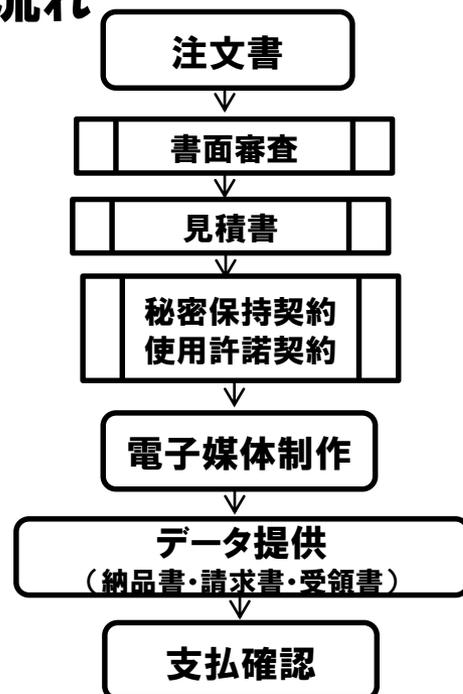 流れ
注文書
書面審査
見積書
秘密保持契約
使用許諾契約
電子媒体制作
データ提供
（納品書・請求書・受領書）
支払確認